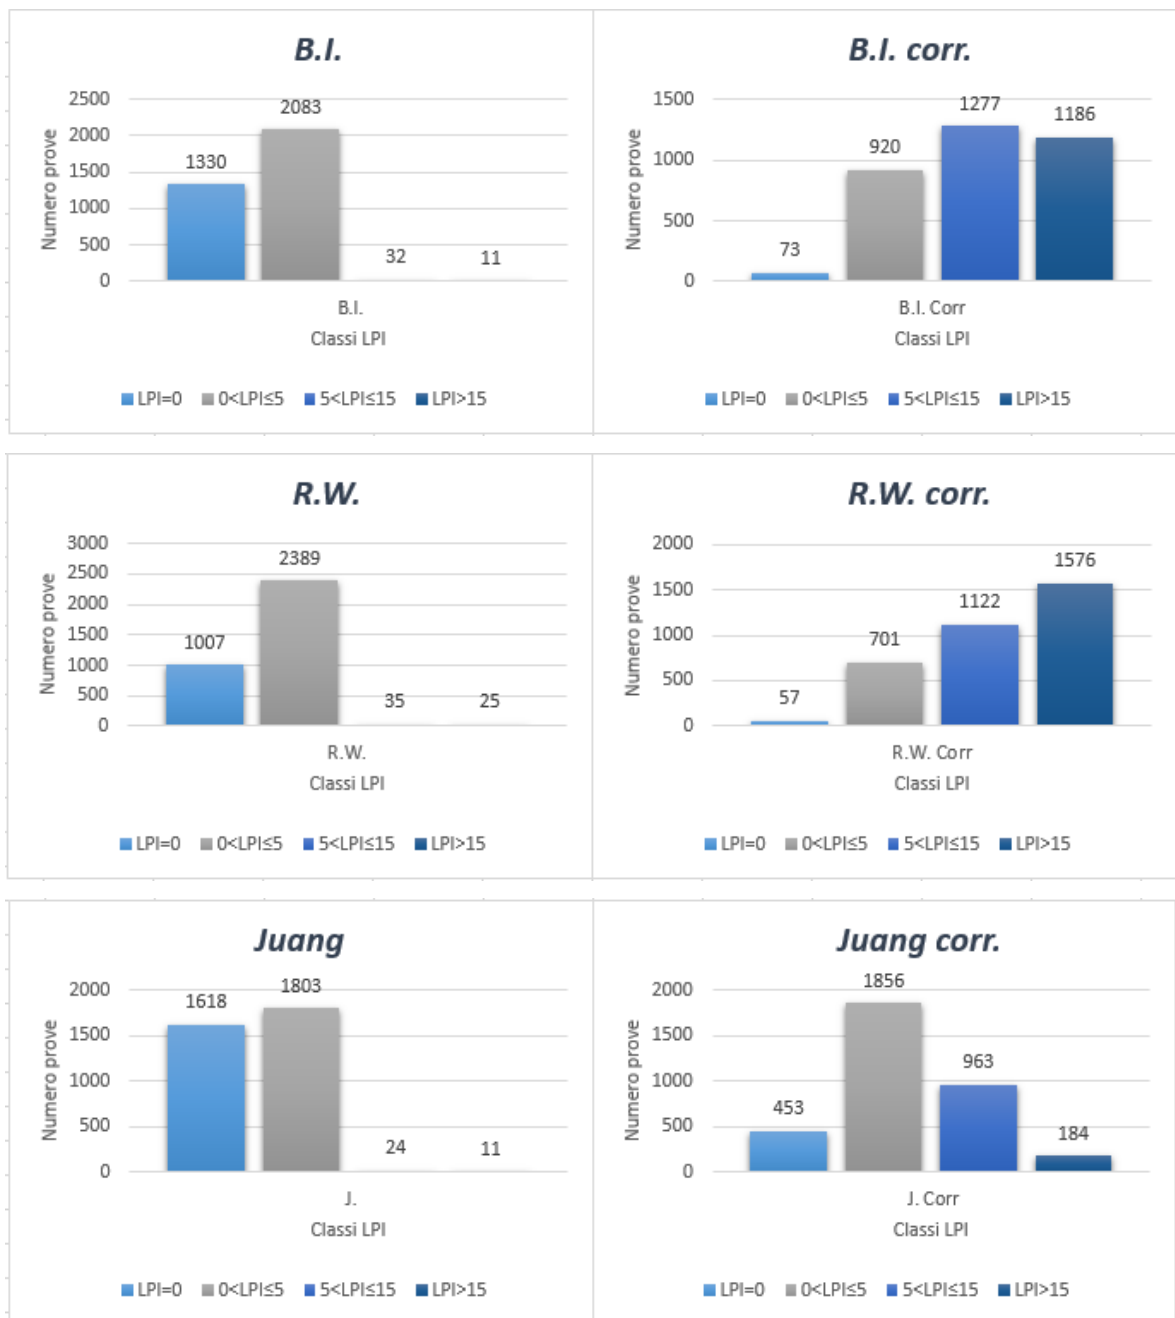 B.I.
2500
2000
1500
1000
500
0
Numero prove
1330
2083
32
11
B.I.
Classi LPI
LPI=0 0<LPI≤5 5<LPI≤15 LPI>15
B.I. corr.
1500
1000
500
0
Numero prove
73
920
1277
1186
B.I. Corr
Classi LPI
LPI=0 0<LPI≤5 5<LPI≤15 LPI>15
R.W.
3000
2500
2000
1500
1000
500
0
Numero prove
1007
2389
35
25
R.W.
Classi LPI
LPI=0 0<LPI≤5 5<LPI≤15 LPI>15
R.W. corr.
2000
1500
1000
500
0
Numero prove
57
701
1122
1576
R.W. Corr
Classi LPI
LPI=0 0<LPI≤5 5<LPI≤15 LPI>15
Juang
2000
1500
1000
500
0
Numero prove
1618
1803
24
11
J.
Classi LPI
LPI=0 0<LPI≤5 5<LPI≤15 LPI>15
Juang corr.
2000
1500
1000
500
0
Numero prove
453
1856
963
184
J. Corr
Classi LPI
LPI=0 0<LPI≤5 5<LPI≤15 LPI>15